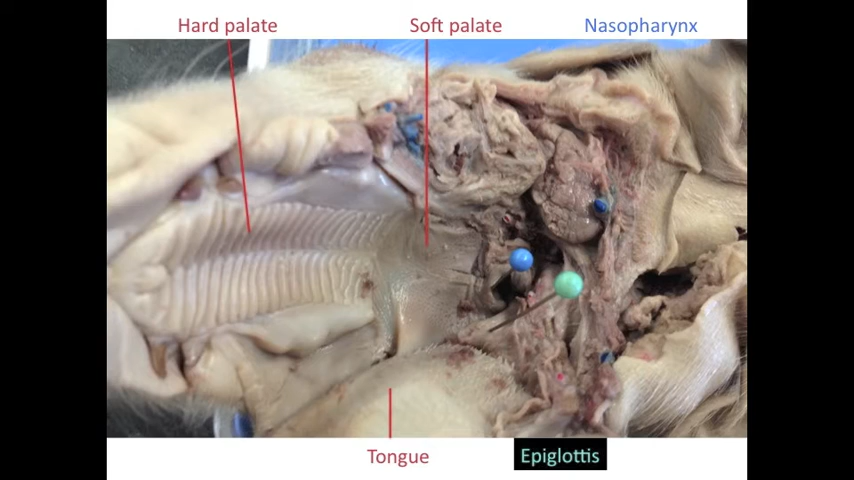 Hard palate
Soft palate
Nasopharynx
Tongue
Epiglottis